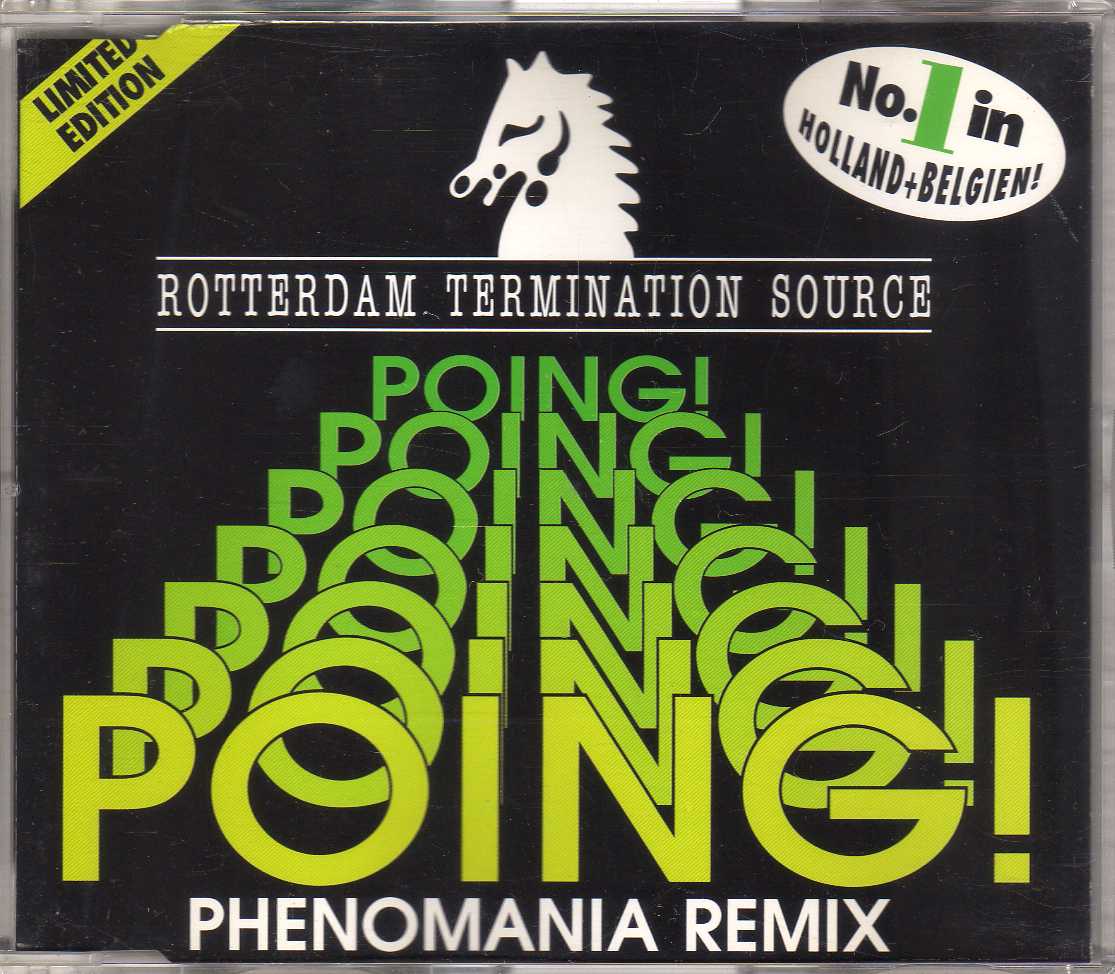 LIMITED
EDITION
No.1 in
HOLLAND+BELGIEN!
ROTTERDAM TERMINATION SOURCE
POING!
POING!
POING!
POING!
POING!
POING!
POING!
PHENOMANIA REMIX